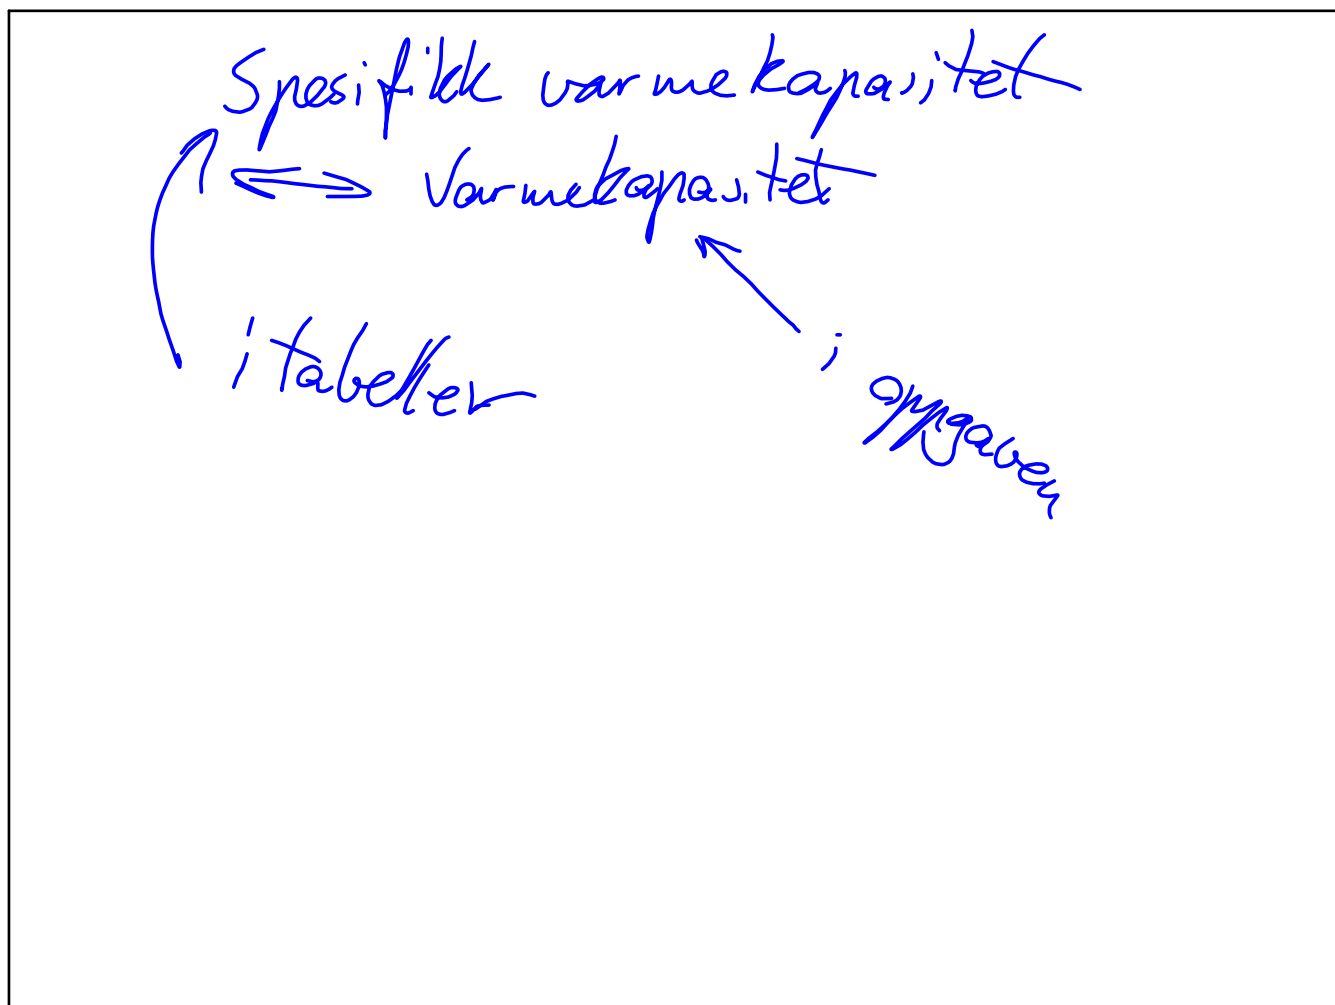 Spesifikk varmekapasitet
Varmekapasitet
i tabeller
i oppgaven